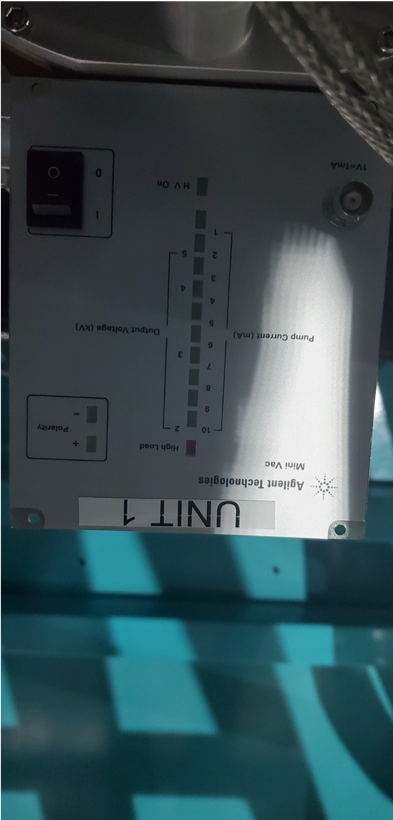 UNIT 1
Agilent Technologies
Mini Vac
High Load
+
Polarity
−
10 2
9
8
7
3
6
Pump Current (mA)
Output Voltage (kV)
5
4
4
3
2 5
1
I
H.V. On
0
1V=1mA